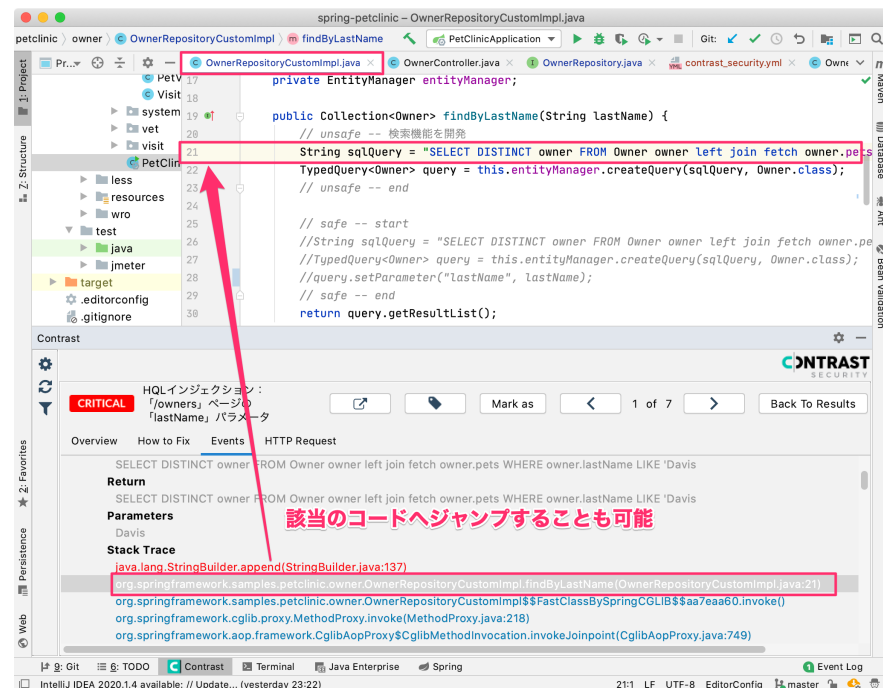 spring-petclinic – OwnerRepositoryCustomImpl.java
petclinic owner OwnerRepositoryCustomImpl findByLastName PetClinicApplication Git:
Pr... OwnerRepositoryCustomImpl.java OwnerController.java OwnerRepository.java contrast_security.yml Owne
1: Project
Z: Structure
2: Favorites
Persistence
Web
Maven
Database
Ant
Bean Validation
PetV
Visit
system
vet
visit
PetClin
less
resources
wro
test
java
jmeter
target
.editorconfig
.gitignore
17 private EntityManager entityManager;
18
19 public Collection<Owner> findByLastName(String lastName) {
20 // unsafe -- 検索機能を開発
21 String sqlQuery = "SELECT DISTINCT owner FROM Owner owner left join fetch owner.pets
22 TypedQuery<Owner> query = this.entityManager.createQuery(sqlQuery, Owner.class);
23 // unsafe -- end
24
25 // safe -- start
26 //String sqlQuery = "SELECT DISTINCT owner FROM Owner owner left join fetch owner.pe
27 //TypedQuery<Owner> query = this.entityManager.createQuery(sqlQuery, Owner.class);
28 //query.setParameter("lastName", lastName);
29 // safe -- end
30 return query.getResultList();
Contrast
CONTRAST
SECURITY
CRITICAL
HQLインジェクション：
「/owners」ページの
「lastName」パラメータ
Mark as
1 of 7
Back To Results
Overview How to Fix Events HTTP Request
SELECT DISTINCT owner FROM Owner owner left join fetch owner.pets WHERE owner.lastName LIKE 'Davis
Return
SELECT DISTINCT owner FROM Owner owner left join fetch owner.pets WHERE owner.lastName LIKE 'Davis
Parameters
該当のコードへジャンプすることも可能
Davis
Stack Trace
java.lang.StringBuilder.append(StringBuilder.java:137)
org.springframework.samples.petclinic.owner.OwnerRepositoryCustomImpl.findByLastName(OwnerRepositoryCustomImpl.java:21)
org.springframework.samples.petclinic.owner.OwnerRepositoryCustomImpl$$FastClassBySpringCGLIB$$aa7eaa60.invoke()
org.springframework.cglib.proxy.MethodProxy.invoke(MethodProxy.java:218)
org.springframework.aop.framework.CglibAopProxy$CglibMethodInvocation.invokeJoinpoint(CglibAopProxy.java:749)
9: Git 6: TODO Contrast Terminal Java Enterprise Spring 1 Event Log
IntelliJ IDEA 2020.1.4 available: // Update... (yesterday 23:22) 21:1 LF UTF-8 EditorConfig master